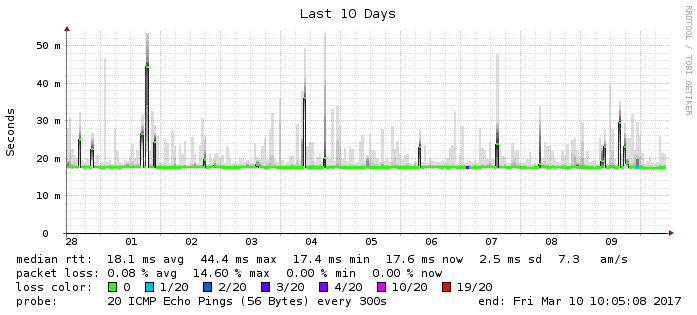 Last 10 Days
RRDTOOL / TOBI OETIKER
Seconds
50 m
40 m
30 m
20 m
10 m
0
28 01 02 03 04 05 06 07 08 09
median rtt: 18.1 ms avg 44.4 ms max 17.4 ms min 17.6 ms now 2.5 ms sd 7.3 am/s
packet loss: 0.08 % avg 14.60 % max 0.00 % min 0.00 % now
loss color: 0 1/20 2/20 3/20 4/20 10/20 19/20
probe: 20 ICMP Echo Pings (56 Bytes) every 300s end: Fri Mar 10 10:05:08 2017